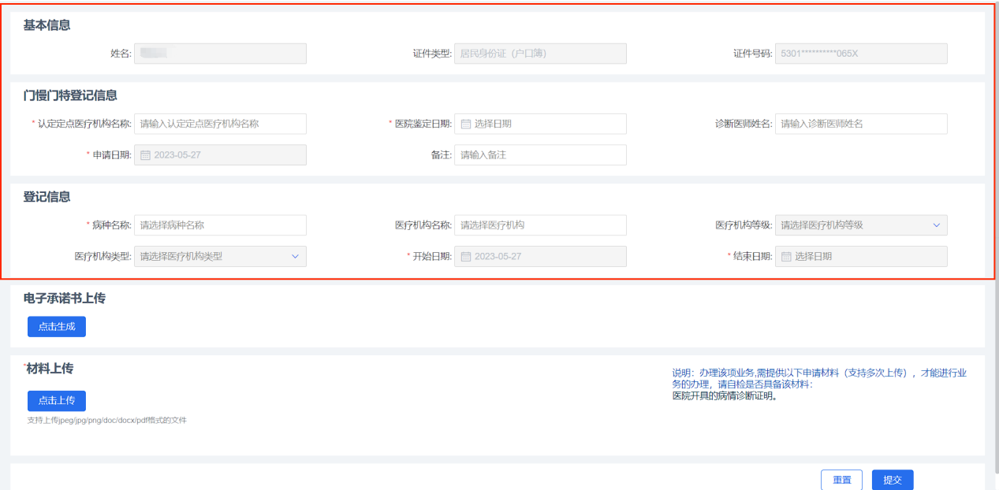 基本信息
姓名:
证件类型: 居民身份证（户口簿）
证件号码: 5301**********065X
门慢门特登记信息
* 认定定点医疗机构名称: 请输入认定定点医疗机构名称
* 医院鉴定日期: 选择日期
诊断医师姓名: 请输入诊断医师姓名
* 申请日期: 2023-05-27
备注: 请输入备注
登记信息
* 病种名称: 请选择病种名称
医疗机构名称: 请选择医疗机构
医疗机构等级: 请选择医疗机构等级
医疗机构类型: 请选择医疗机构类型
* 开始日期: 2023-05-27
* 结束日期: 选择日期
电子承诺书上传
点击生成
*材料上传
点击上传
支持上传jpeg/jpg/png/doc/docx/pdf格式的文件
说明：办理该项业务,需提供以下申请材料（支持多次上传），才能进行业
务的办理，请自检是否具备该材料：
医院开具的病情诊断证明。
重置
提交